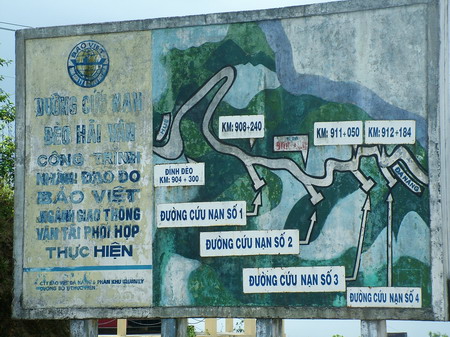 BẢO VIỆT
ĐƯỜNG CỨU NẠN
ĐÈO HẢI VÂN
CÔNG TRÌNH
NHÂN ĐẠO DO
BẢO VIỆT
NGÀNH GIAO THÔNG
VẬN TẢI PHỐI HỢP
THỰC HIỆN
KM: 908+240
KM: 911+050
KM: 912+184
ĐỈNH ĐÈO
KM: 904+300
ĐÀ NẴNG
ĐƯỜNG CỨU NẠN SỐ 1
ĐƯỜNG CỨU NẠN SỐ 2
ĐƯỜNG CỨU NẠN SỐ 3
ĐƯỜNG CỨU NẠN SỐ 4